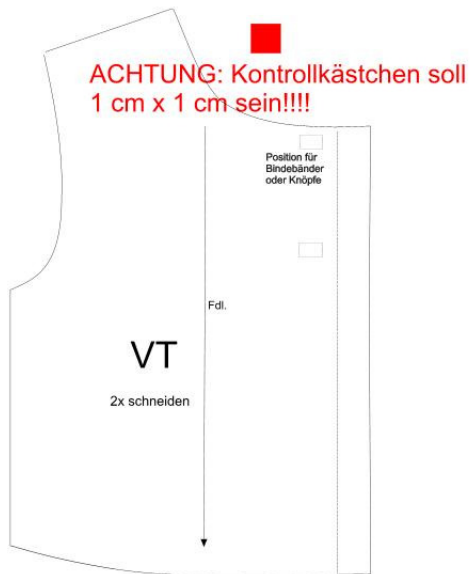 ACHTUNG: Kontrollkästchen soll
1 cm x 1 cm sein!!!!
Position für
Bindebänder
oder Knöpfe
Fdl.
VT
2x schneiden